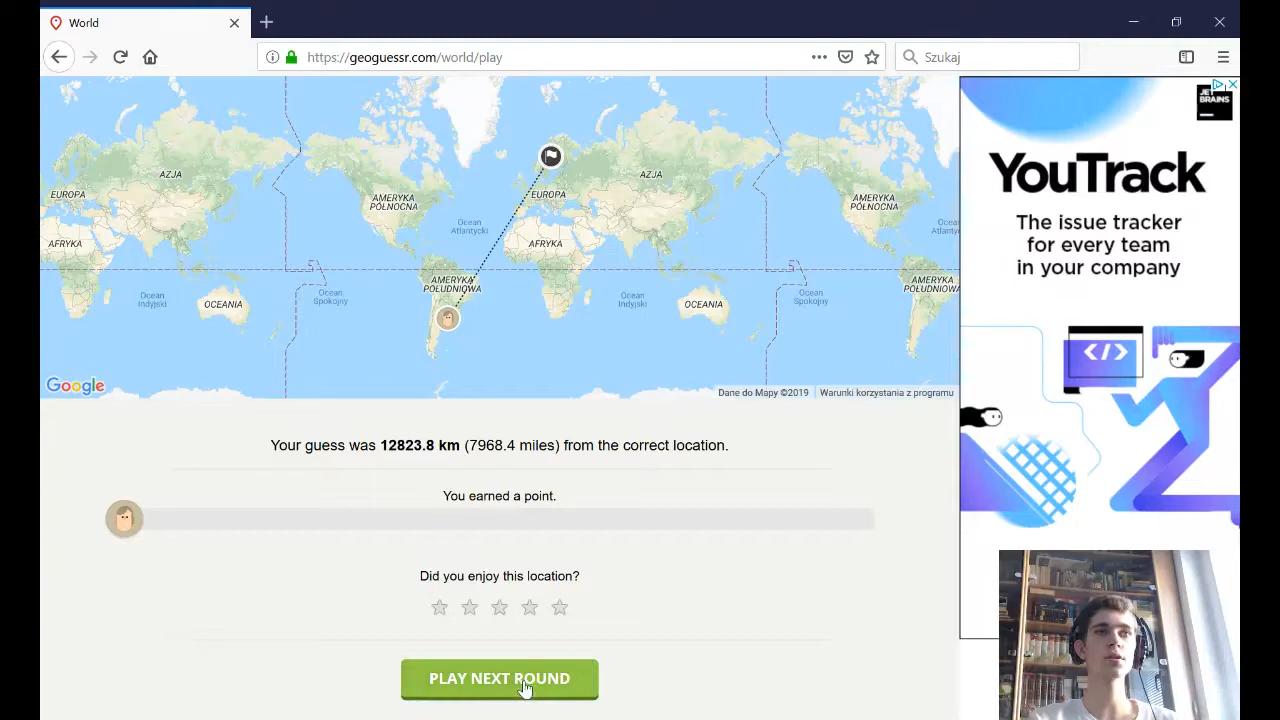 World
https://geoguessr.com/world/play
Szukaj
JET
BRAINS
YouTrack
The issue tracker
for every team
in your company
</>
AZJA
EUROPA
AMERYKA
PÓŁNOCNA
Ocean
Atlantycki
AFRYKA
AMERYKA
POŁUDNIOWA
Ocean
Indyjski
OCEANIA
Ocean
Spokojny
EUROPA
AZJA
AFRYKA
Ocean
Indyjski
OCEANIA
Ocean
Spokojny
AMERYKA
PÓŁNOCNA
AMERYKA
POŁUDNIOWA
Google
Dane do Mapy ©2019
Warunki korzystania z programu
Your guess was 12823.8 km (7968.4 miles) from the correct location.
You earned a point.
Did you enjoy this location?
PLAY NEXT ROUND